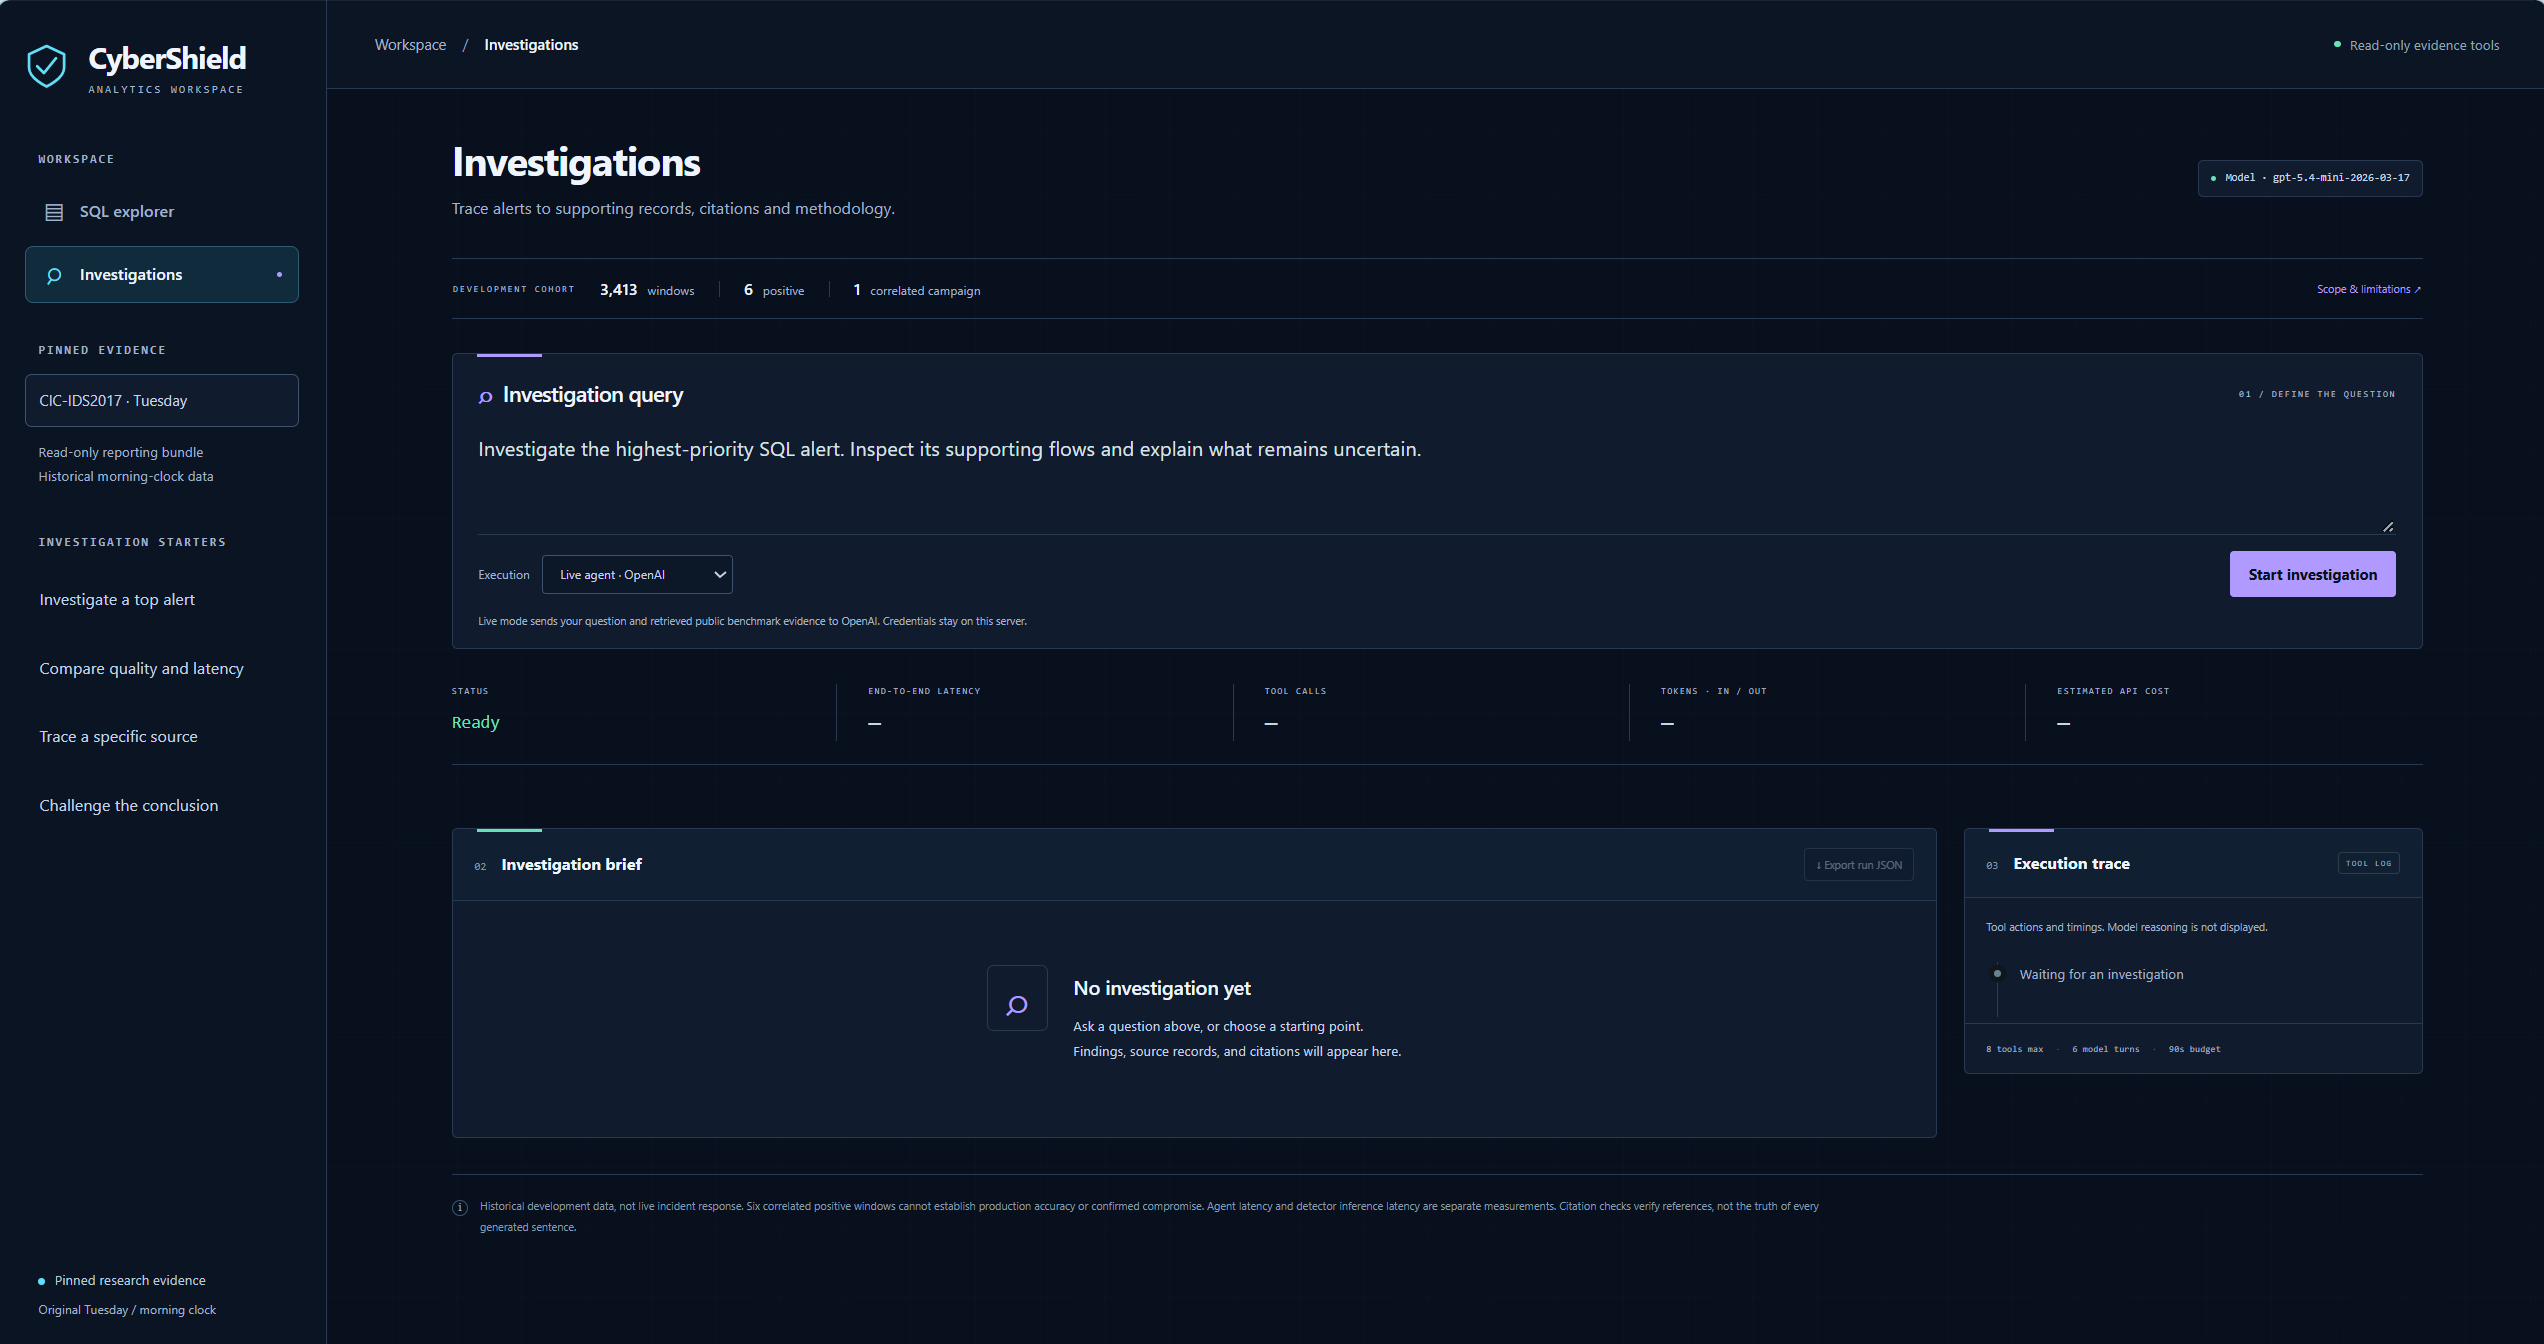 CyberShield
ANALYTICS WORKSPACE
WORKSPACE
SQL explorer
Investigations
PINNED EVIDENCE
CIC-IDS2017 · Tuesday
Read-only reporting bundle
Historical morning-clock data
INVESTIGATION STARTERS
Investigate a top alert
Compare quality and latency
Trace a specific source
Challenge the conclusion
Pinned research evidence
Original Tuesday / morning clock
Workspace / Investigations
Read-only evidence tools
Investigations
Trace alerts to supporting records, citations and methodology.
Model · gpt-5.4-mini-2026-03-17
DEVELOPMENT COHORT 3,413 windows 6 positive 1 correlated campaign
Scope & limitations ↗
Investigation query
01 / DEFINE THE QUESTION
Investigate the highest-priority SQL alert. Inspect its supporting flows and explain what remains uncertain.
Execution Live agent · OpenAI
Start investigation
Live mode sends your question and retrieved public benchmark evidence to OpenAI. Credentials stay on this server.
STATUS
Ready
END-TO-END LATENCY
—
TOOL CALLS
—
TOKENS · IN / OUT
—
ESTIMATED API COST
—
02 Investigation brief
↓ Export run JSON
No investigation yet
Ask a question above, or choose a starting point.
Findings, source records, and citations will appear here.
03 Execution trace
TOOL LOG
Tool actions and timings. Model reasoning is not displayed.
Waiting for an investigation
8 tools max · 6 model turns · 90s budget
Historical development data, not live incident response. Six correlated positive windows cannot establish production accuracy or confirmed compromise. Agent latency and detector inference latency are separate measurements. Citation checks verify references, not the truth of every
generated sentence.